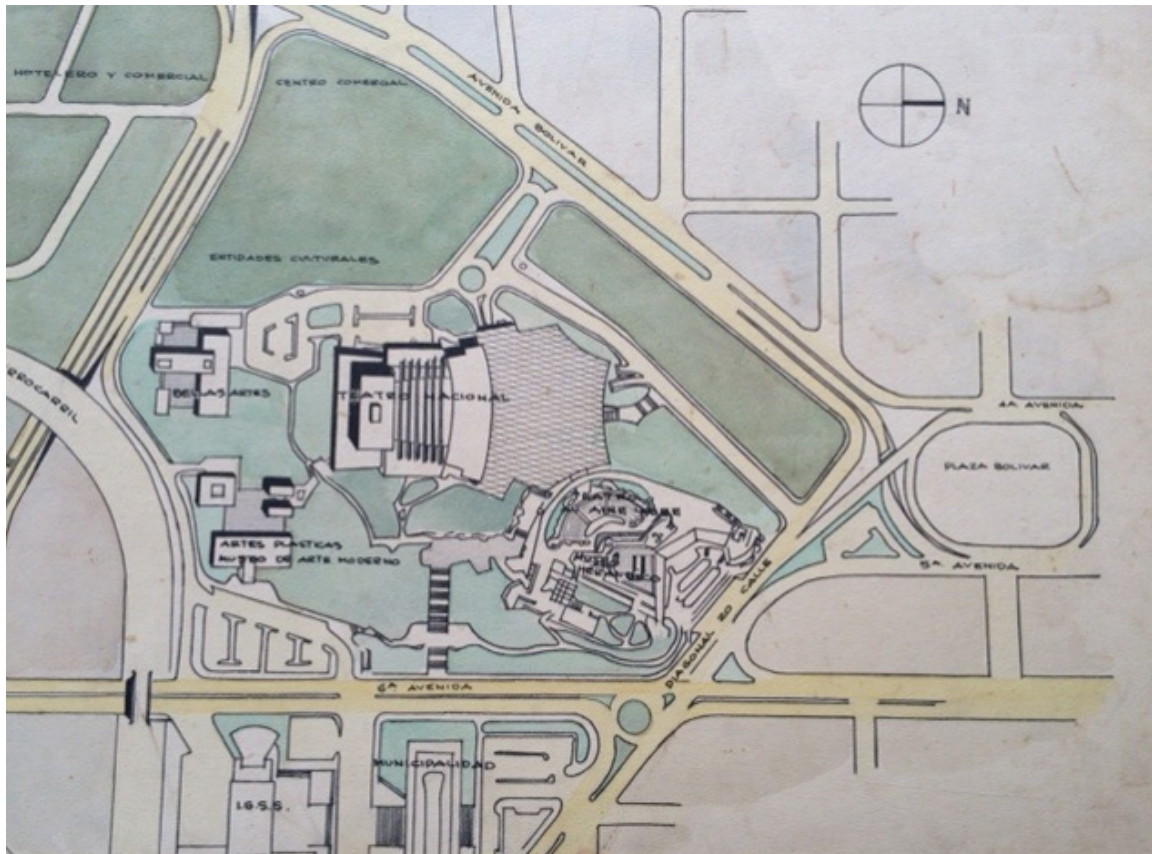 HOTELERO Y COMERCIAL
CENTRO COMERCIAL
AVENIDA BOLIVAR
N
ENTIDADES CULTURALES
BELLAS ARTES
TEATRO NACIONAL
RROCARRIL
4A. AVENIDA
PLAZA BOLIVAR
TEATRO
AL AIRE LIBRE
MUSEO
ARTES PLASTICAS
MUSEO DE ARTE MODERNO
5A. AVENIDA
DIAGONAL 20 CALLE
6A AVENIDA
MUNICIPALIDAD
I.G.S.S.